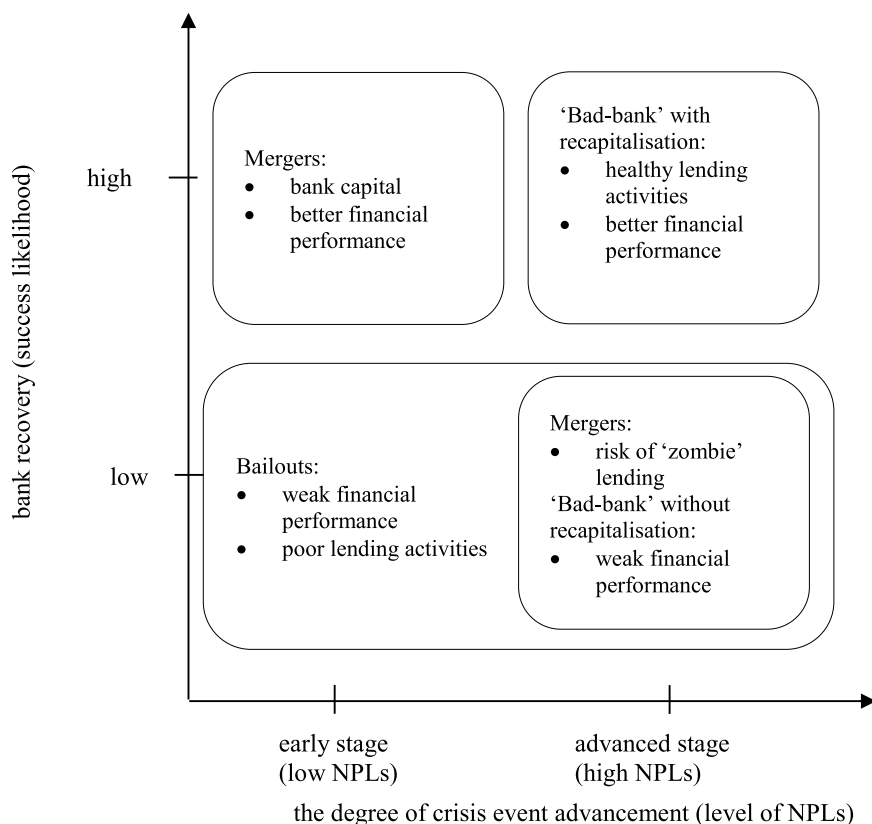 bank recovery (success likelihood)
high
low
Mergers:
• bank capital
• better financial
performance
‘Bad-bank’ with
recapitalisation:
• healthy lending
activities
• better financial
performance
Bailouts:
• weak financial
performance
• poor lending activities
Mergers:
• risk of ‘zombie’
lending
‘Bad-bank’ without
recapitalisation:
• weak financial
performance
early stage
(low NPLs)
advanced stage
(high NPLs)
the degree of crisis event advancement (level of NPLs)